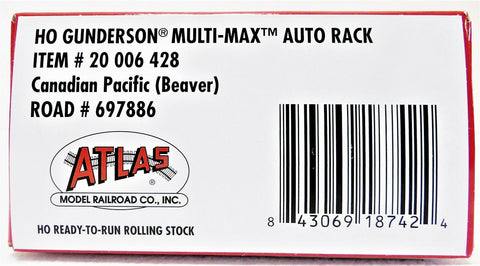 HO GUNDERSON® MULTI-MAX™ AUTO RACK
ITEM # 20 006 428
Canadian Pacific (Beaver)
ROAD # 697886
ATLAS®
MODEL RAILROAD CO., INC.
HO READY-TO-RUN ROLLING STOCK
8 43069 18742 4